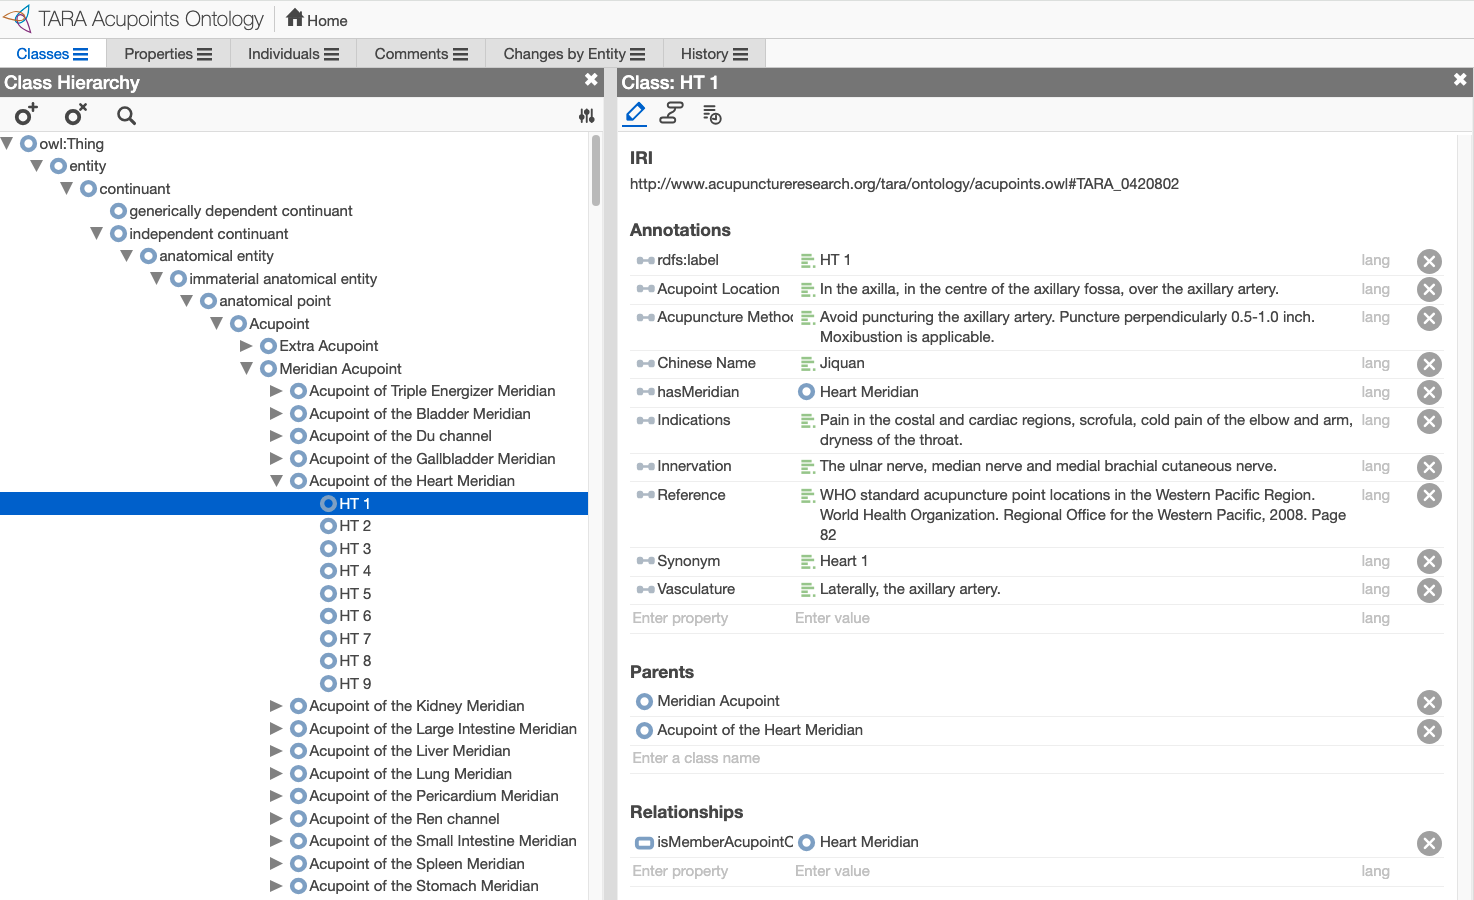 TARA Acupoints Ontology
Home
Classes
Properties
Individuals
Comments
Changes by Entity
History
Class Hierarchy
owl:Thing
entity
continuant
generically dependent continuant
independent continuant
anatomical entity
immaterial anatomical entity
anatomical point
Acupoint
Extra Acupoint
Meridian Acupoint
Acupoint of Triple Energizer Meridian
Acupoint of the Bladder Meridian
Acupoint of the Du channel
Acupoint of the Gallbladder Meridian
Acupoint of the Heart Meridian
HT 1
HT 2
HT 3
HT 4
HT 5
HT 6
HT 7
HT 8
HT 9
Acupoint of the Kidney Meridian
Acupoint of the Large Intestine Meridian
Acupoint of the Liver Meridian
Acupoint of the Lung Meridian
Acupoint of the Pericardium Meridian
Acupoint of the Ren channel
Acupoint of the Small Intestine Meridian
Acupoint of the Spleen Meridian
Acupoint of the Stomach Meridian
Class: HT 1
IRI
http://www.acupunctureresearch.org/tara/ontology/acupoints.owl#TARA_0420802
Annotations
rdfs:label HT 1 lang
Acupoint Location In the axilla, in the centre of the axillary fossa, over the axillary artery. lang
Acupuncture Method Avoid puncturing the axillary artery. Puncture perpendicularly 0.5-1.0 inch. lang
Moxibustion is applicable.
Chinese Name Jiquan lang
hasMeridian Heart Meridian lang
Indications Pain in the costal and cardiac regions, scrofula, cold pain of the elbow and arm, lang
dryness of the throat.
Innervation The ulnar nerve, median nerve and medial brachial cutaneous nerve. lang
Reference WHO standard acupuncture point locations in the Western Pacific Region. lang
World Health Organization. Regional Office for the Western Pacific, 2008. Page
82
Synonym Heart 1 lang
Vasculature Laterally, the axillary artery. lang
Enter property Enter value lang
Parents
Meridian Acupoint
Acupoint of the Heart Meridian
Enter a class name
Relationships
isMemberAcupointC Heart Meridian
Enter property Enter value lang